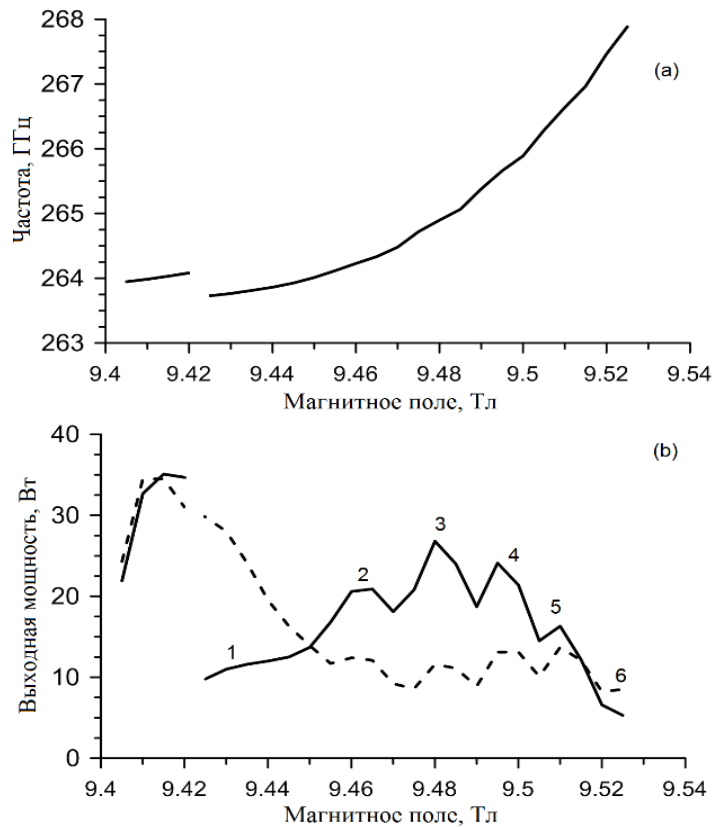 268
267
266
265
264
263
Частота, ГГц
(a)
9.4 9.42 9.44 9.46 9.48 9.5 9.52 9.54
Магнитное поле, Тл
40
30
20
10
0
Выходная мощность, Вт
(b)
1 2 3 4 5 6
9.4 9.42 9.44 9.46 9.48 9.5 9.52 9.54
Магнитное поле, Тл